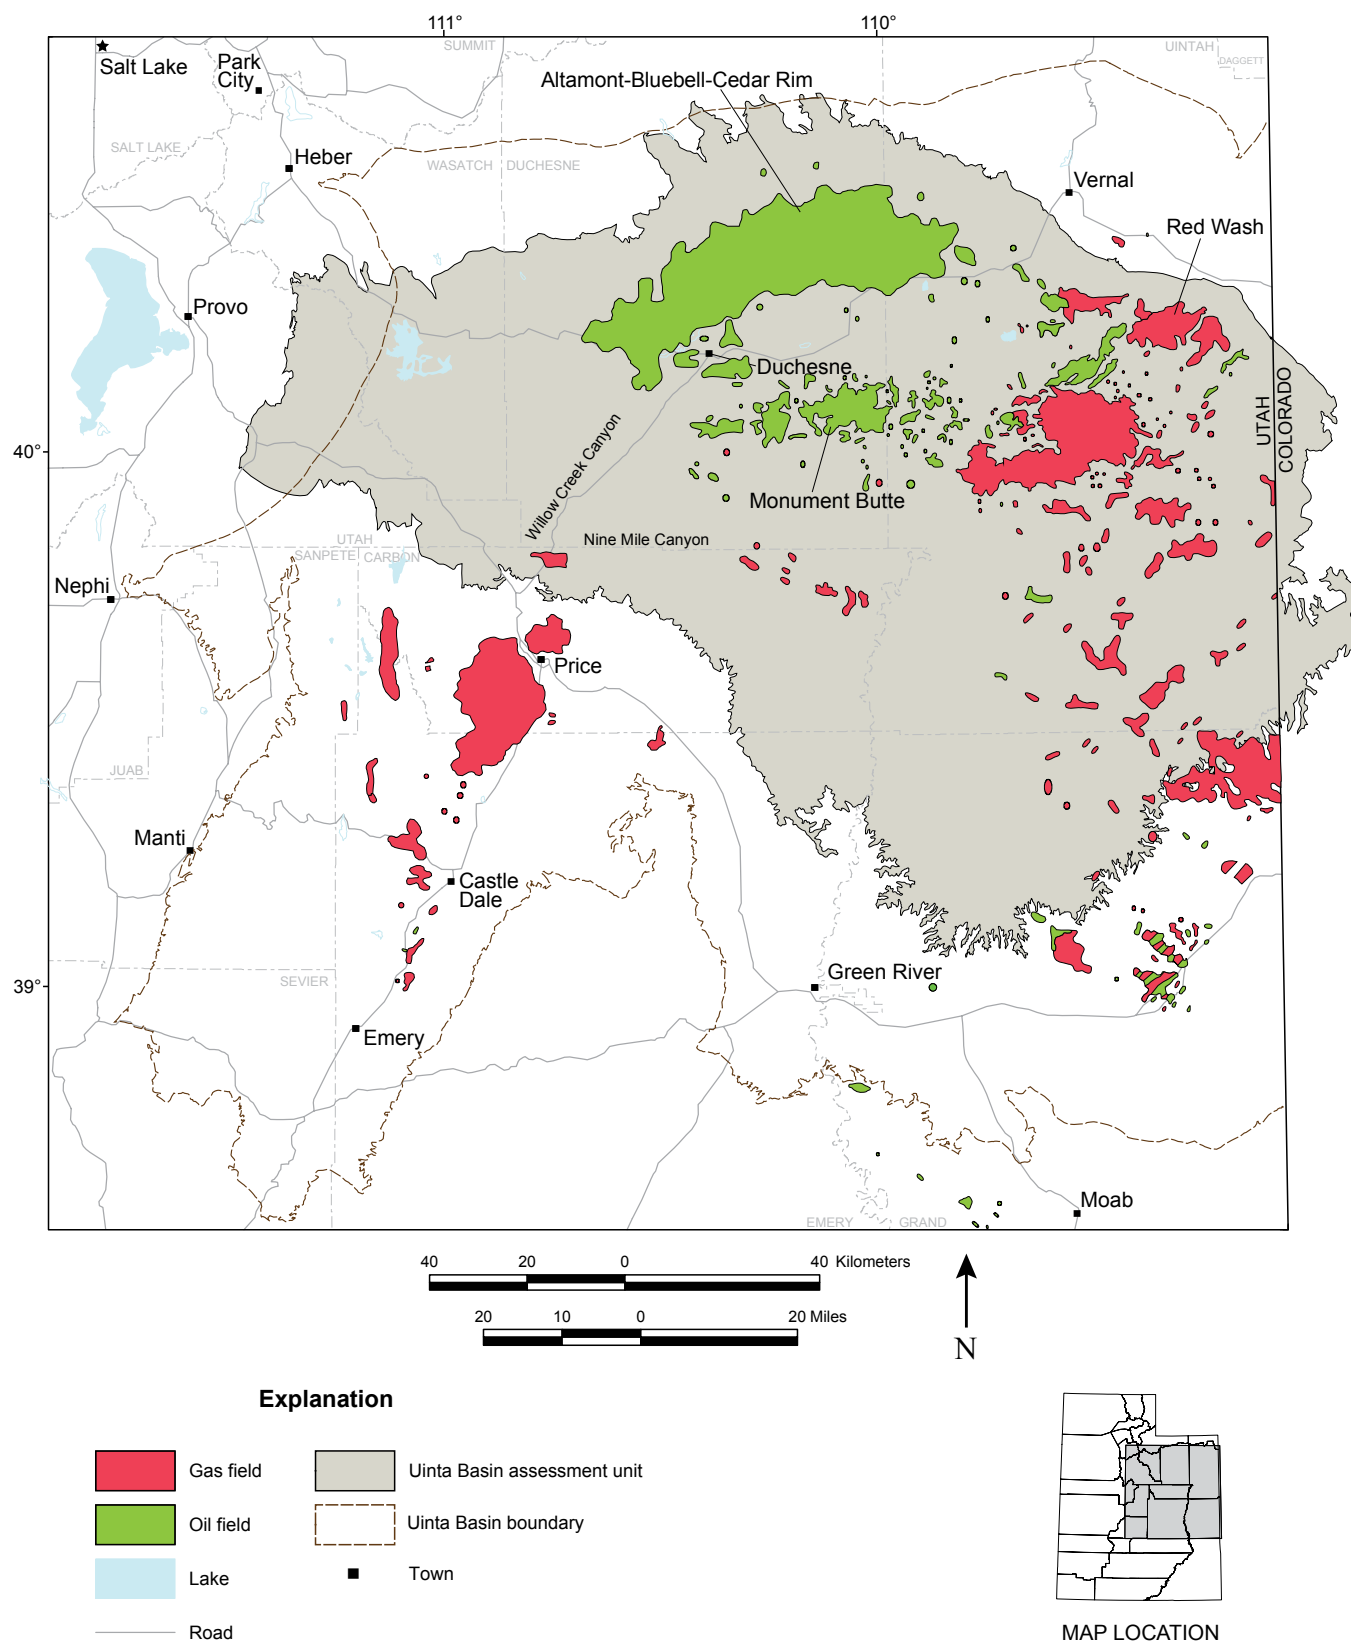 111°
110°
SUMMIT
UINTAH
DAGGETT
Salt Lake
Park
City
Altamont-Bluebell-Cedar Rim
SALT LAKE
Heber
WASATCH
DUCHESNE
Vernal
Red Wash
Provo
Duchesne
UTAH
COLORADO
40°
Willow Creek Canyon
Monument Butte
Nine Mile Canyon
UTAH
SANPETE
CARBON
Nephi
Price
JUAB
Manti
Castle
Dale
Green River
SEVIER
39°
Emery
Moab
EMERY
GRAND
40
20
0
40 Kilometers
20
10
0
20 Miles
N
Explanation
Gas field
Uinta Basin assessment unit
Oil field
Uinta Basin boundary
Lake
Town
Road
MAP LOCATION